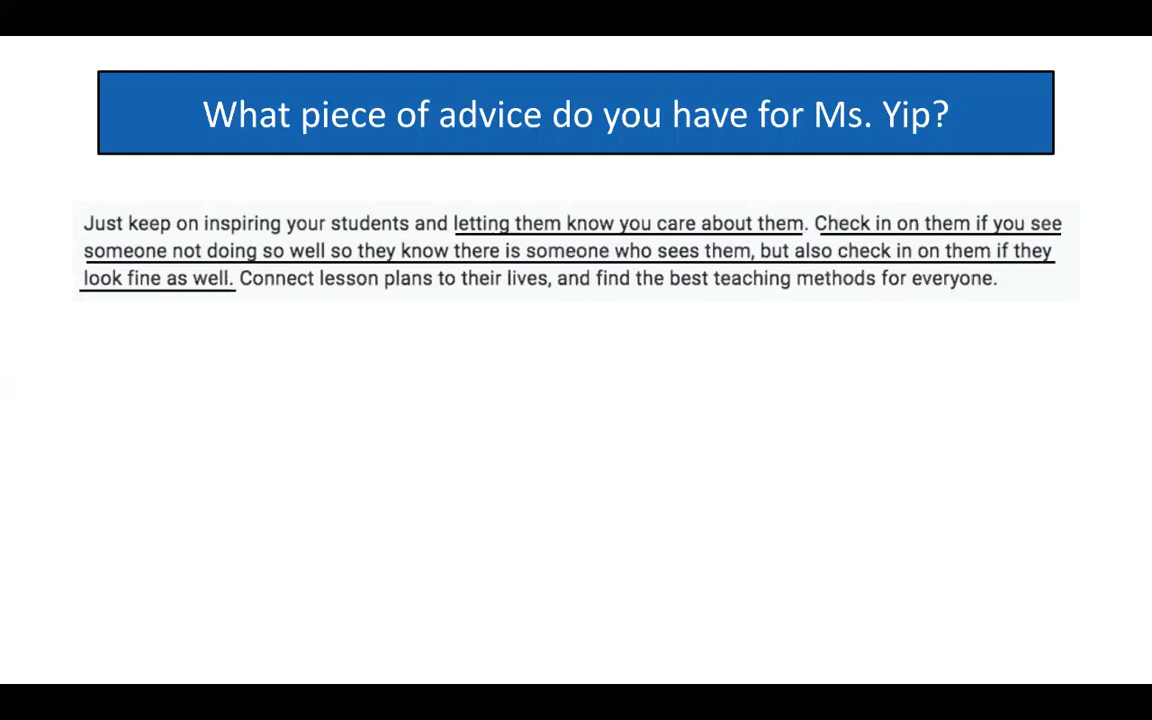 What piece of advice do you have for Ms. Yip?
Just keep on inspiring your students and letting them know you care about them. Check in on them if you see
someone not doing so well so they know there is someone who sees them, but also check in on them if they
look fine as well. Connect lesson plans to their lives, and find the best teaching methods for everyone.